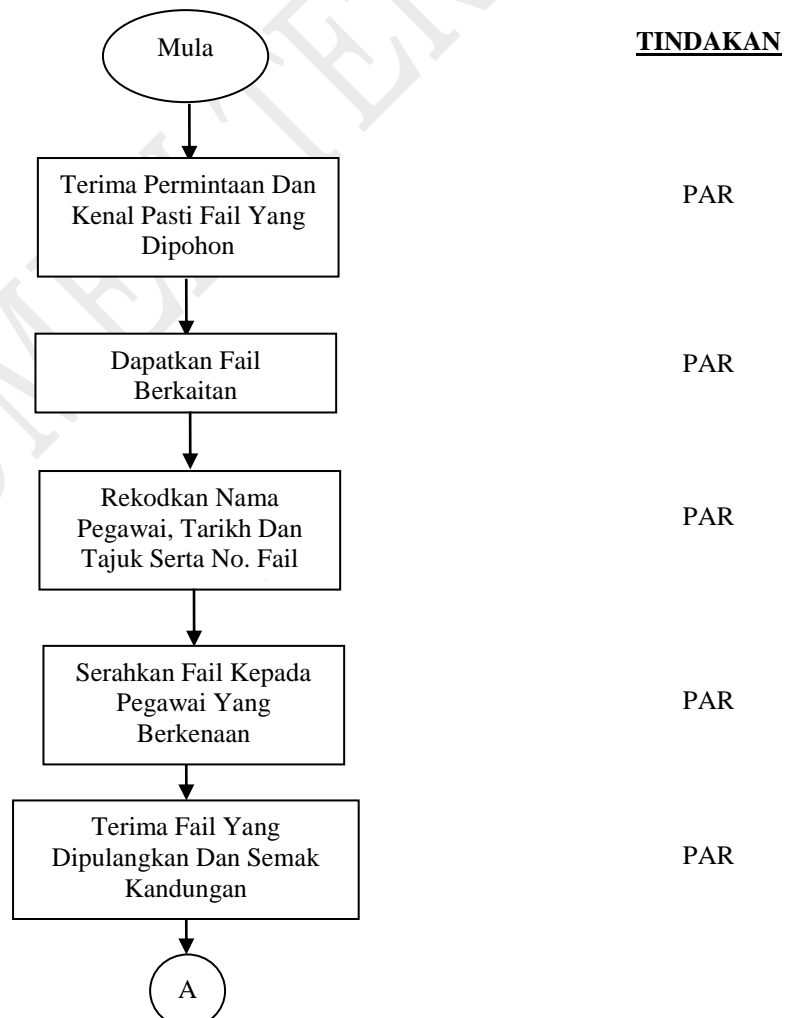 Mula
TINDAKAN
Terima Permintaan Dan
Kenal Pasti Fail Yang
Dipohon
PAR
Dapatkan Fail
Berkaitan
PAR
Rekodkan Nama
Pegawai, Tarikh Dan
Tajuk Serta No. Fail
PAR
Serahkan Fail Kepada
Pegawai Yang
Berkenaan
PAR
Terima Fail Yang
Dipulangkan Dan Semak
Kandungan
PAR
A